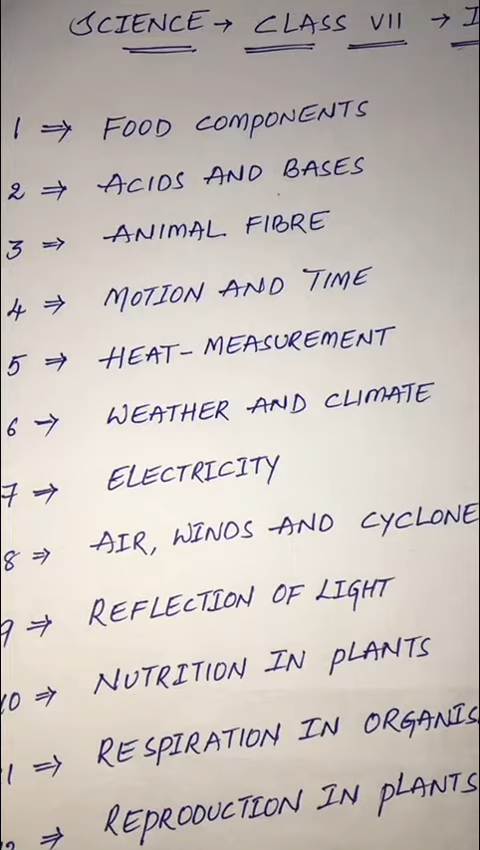 SCIENCE → CLASS VII → I
1 ⇒ FOOD COMPONENTS
2 ⇒ ACIDS AND BASES
3 ⇒ ANIMAL FIBRE
4 ⇒ MOTION AND TIME
5 ⇒ HEAT-MEASUREMENT
6 → WEATHER AND CLIMATE
7 ⇒ ELECTRICITY
8 ⇒ AIR, WINDS AND CYCLONE
9 ⇒ REFLECTION OF LIGHT
10 ⇒ NUTRITION IN PLANTS
11 ⇒ RESPIRATION IN ORGANIS
⇒ REPRODUCTION IN PLANTS